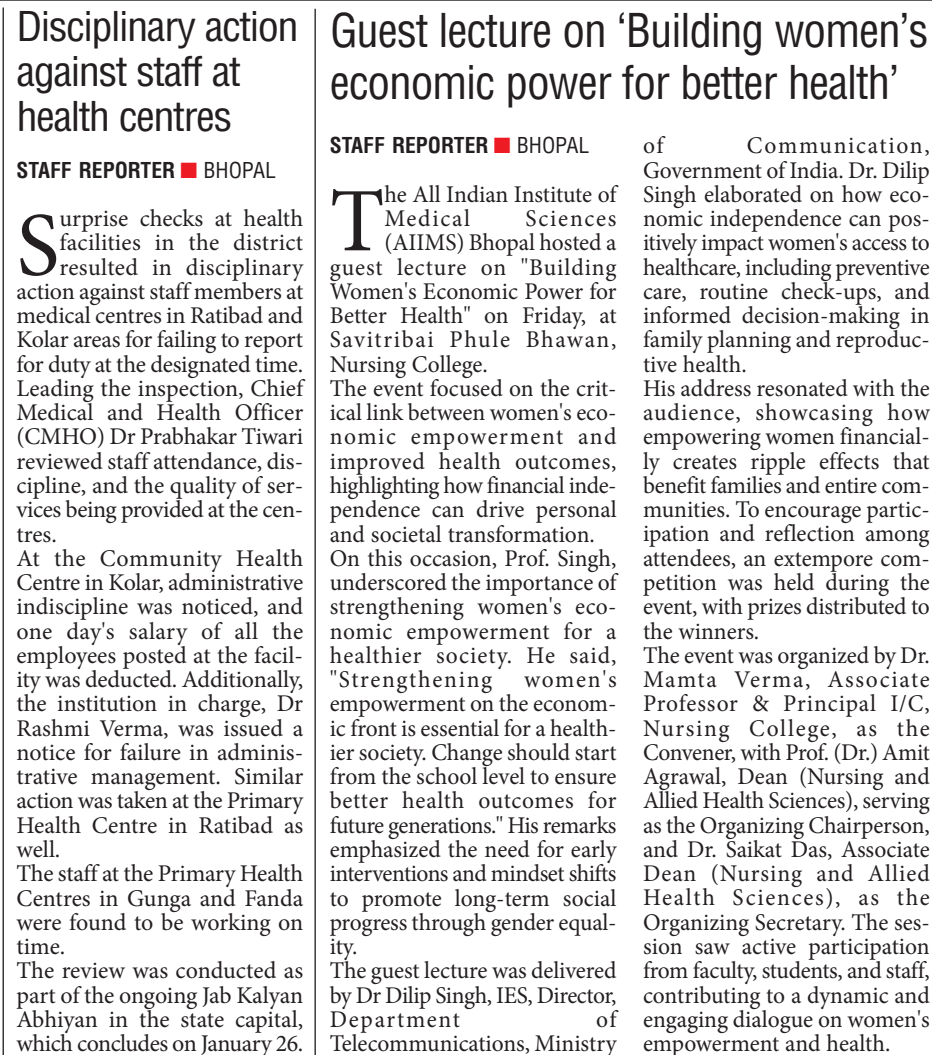 Disciplinary action
against staff at
health centres
STAFF REPORTER ■ BHOPAL
Surprise checks at health
facilities in the district
resulted in disciplinary
action against staff members at
medical centres in Ratibad and
Kolar areas for failing to report
for duty at the designated time.
Leading the inspection, Chief
Medical and Health Officer
(CMHO) Dr Prabhakar Tiwari
reviewed staff attendance, dis-
cipline, and the quality of ser-
vices being provided at the cen-
tres.
At the Community Health
Centre in Kolar, administrative
indiscipline was noticed, and
one day's salary of all the
employees posted at the facil-
ity was deducted. Additionally,
the institution in charge, Dr
Rashmi Verma, was issued a
notice for failure in adminis-
trative management. Similar
action was taken at the Primary
Health Centre in Ratibad as
well.
The staff at the Primary Health
Centres in Gunga and Fanda
were found to be working on
time.
The review was conducted as
part of the ongoing Jab Kalyan
Abhiyan in the state capital,
which concludes on January 26.
Guest lecture on ‘Building women’s
economic power for better health’
STAFF REPORTER ■ BHOPAL
The All Indian Institute of
Medical Sciences
(AIIMS) Bhopal hosted a
guest lecture on "Building
Women's Economic Power for
Better Health" on Friday, at
Savitribai Phule Bhawan,
Nursing College.
The event focused on the crit-
ical link between women's eco-
nomic empowerment and
improved health outcomes,
highlighting how financial inde-
pendence can drive personal
and societal transformation.
On this occasion, Prof. Singh,
underscored the importance of
strengthening women's eco-
nomic empowerment for a
healthier society. He said,
"Strengthening women's
empowerment on the econom-
ic front is essential for a health-
ier society. Change should start
from the school level to ensure
better health outcomes for
future generations." His remarks
emphasized the need for early
interventions and mindset shifts
to promote long-term social
progress through gender equal-
ity.
The guest lecture was delivered
by Dr Dilip Singh, IES, Director,
Department of
Telecommunications, Ministry
of Communication,
Government of India. Dr. Dilip
Singh elaborated on how eco-
nomic independence can pos-
itively impact women's access to
healthcare, including preventive
care, routine check-ups, and
informed decision-making in
family planning and reproduc-
tive health.
His address resonated with the
audience, showcasing how
empowering women financial-
ly creates ripple effects that
benefit families and entire com-
munities. To encourage partic-
ipation and reflection among
attendees, an extempore com-
petition was held during the
event, with prizes distributed to
the winners.
The event was organized by Dr.
Mamta Verma, Associate
Professor & Principal I/C,
Nursing College, as the
Convener, with Prof. (Dr.) Amit
Agrawal, Dean (Nursing and
Allied Health Sciences), serving
as the Organizing Chairperson,
and Dr. Saikat Das, Associate
Dean (Nursing and Allied
Health Sciences), as the
Organizing Secretary. The ses-
sion saw active participation
from faculty, students, and staff,
contributing to a dynamic and
engaging dialogue on women's
empowerment and health.